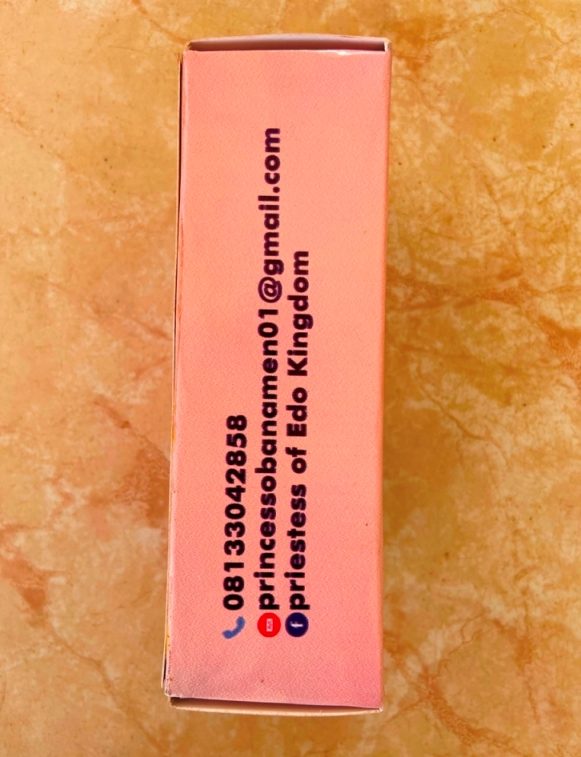 08133042858
princessobanamen01@gmail.com
priestess of Edo Kingdom